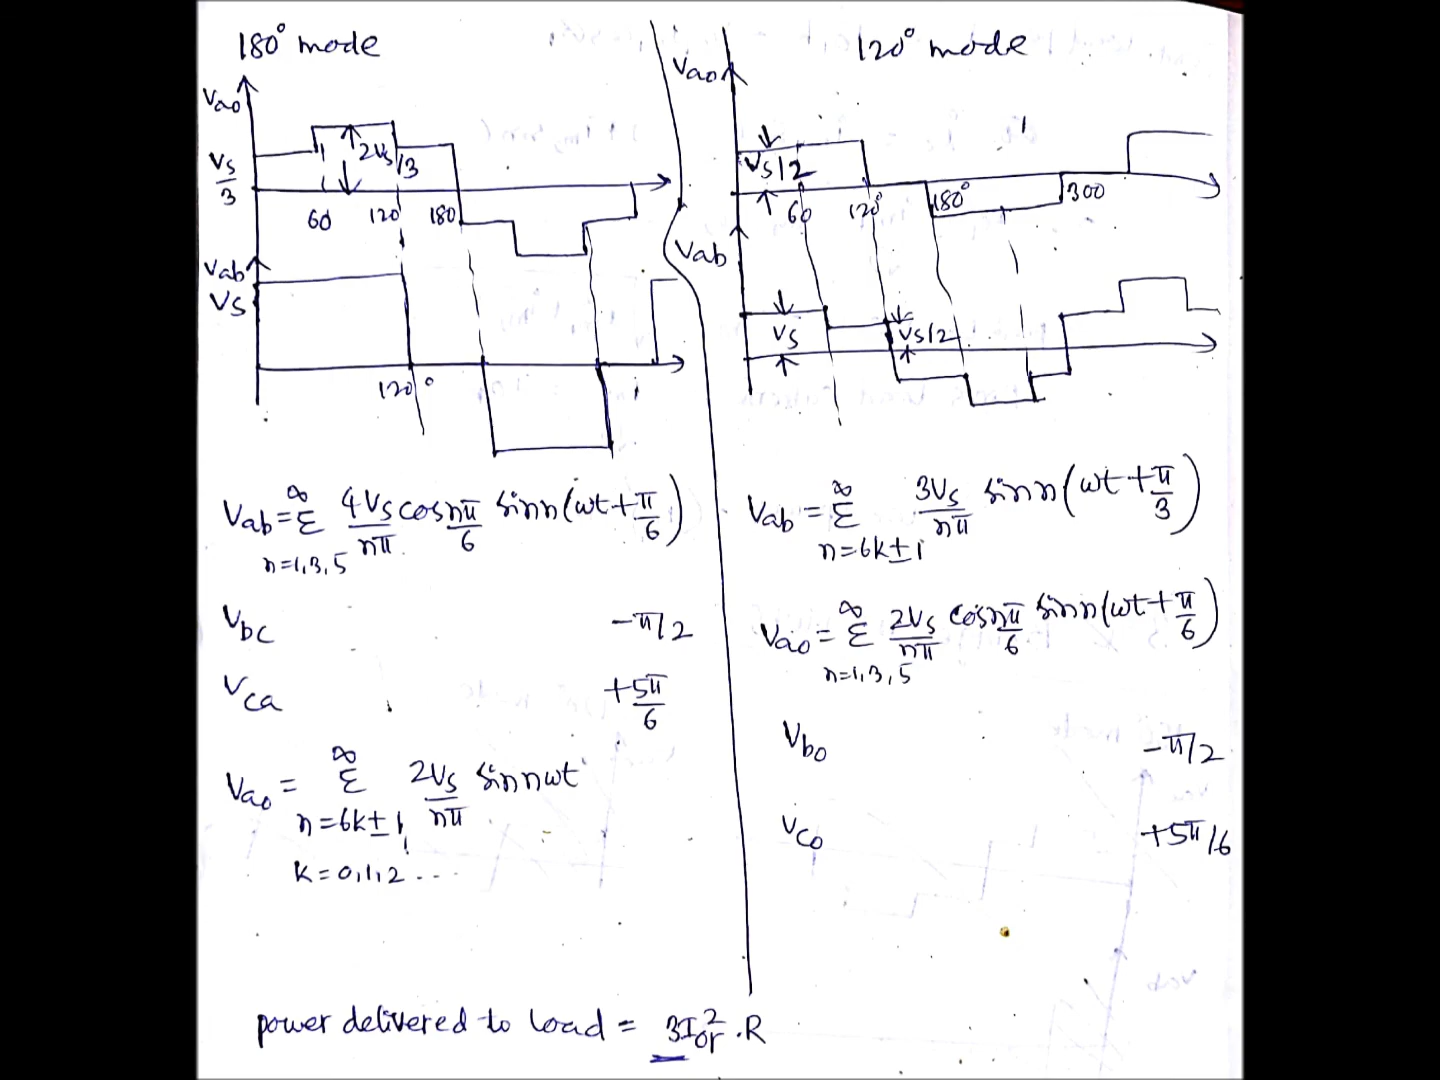 180° mode
Vao
Vs/3
2Vs/3
60 120 180
Vab
Vs
120°
Vab = ∞ Σ n=1,3,5 4Vs/nπ cos nπ/6 sin n(ωt + π/6)
Vbc -π/2
Vca +5π/6
Vao = ∞ Σ n=6k±1 2Vs/nπ sin nωt
k = 0,1,2 ...
120° mode
Vao
Vs/2
60 120° 180° 300
Vab
Vs
Vs/2
Vab = ∞ Σ n=6k±1 3Vs/nπ sin n(ωt + π/3)
Vao = ∞ Σ n=1,3,5 2Vs/nπ cos nπ/6 sin n(ωt + π/6)
Vbo -π/2
Vco +5π/6
power delivered to load = 3Ior².R